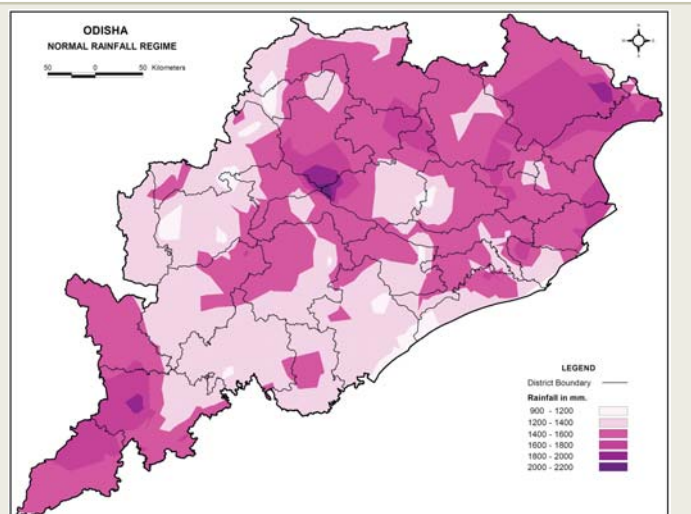 ODISHA
NORMAL RAINFALL REGIME
50 0 50 Kilometers
N
S
LEGEND
District Boundary
Rainfall in mm.
900 - 1200
1200 - 1400
1400 - 1600
1600 - 1800
1800 - 2000
2000 - 2200